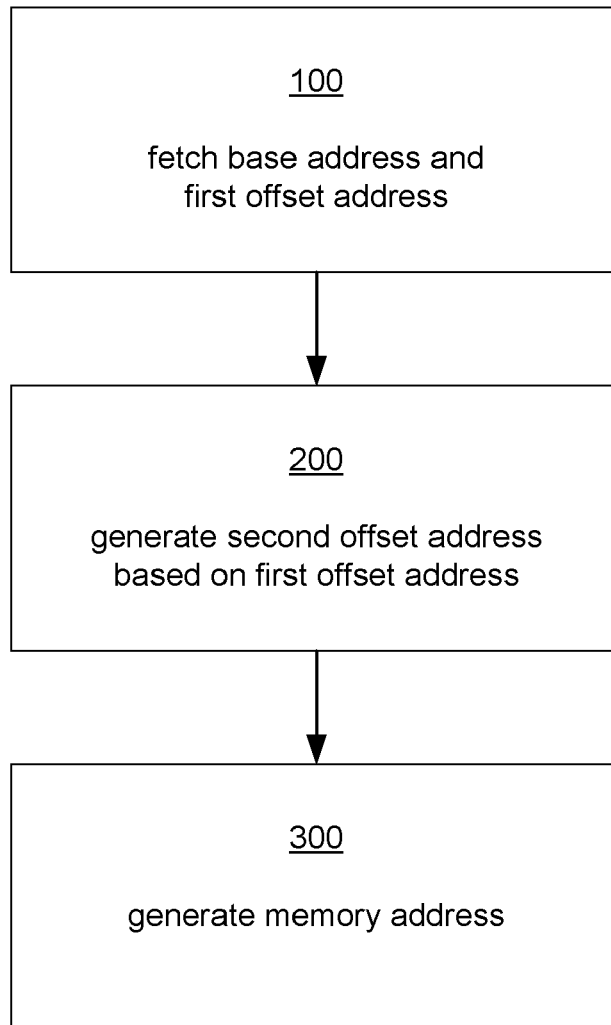 100
fetch base address and
first offset address
200
generate second offset address
based on first offset address
300
generate memory address